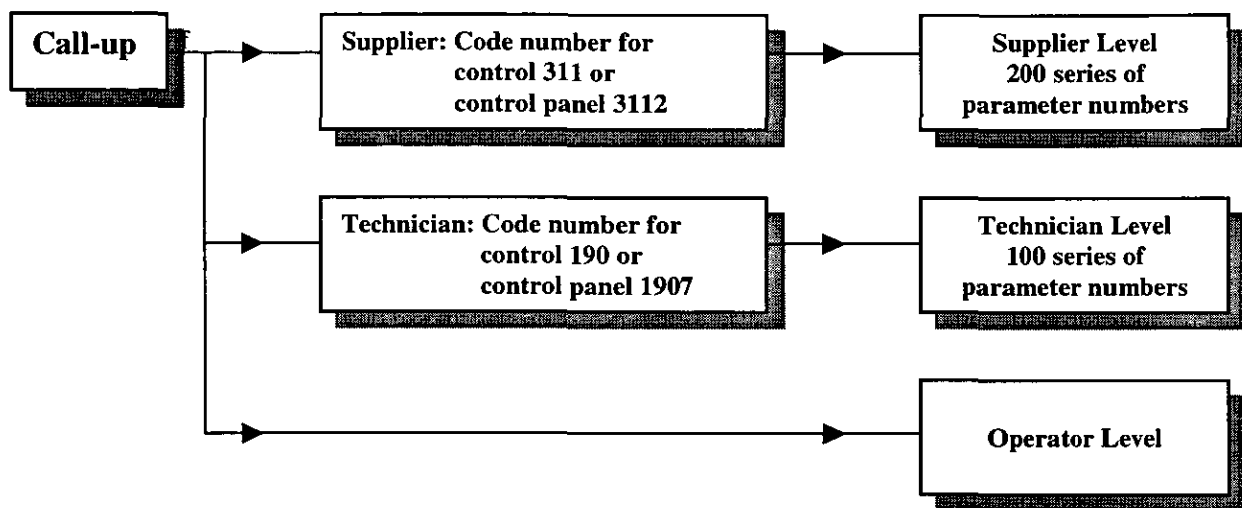 Call-up
Supplier: Code number for
control 311 or
control panel 3112
Supplier Level
200 series of
parameter numbers
Technician: Code number for
control 190 or
control panel 1907
Technician Level
100 series of
parameter numbers
Operator Level